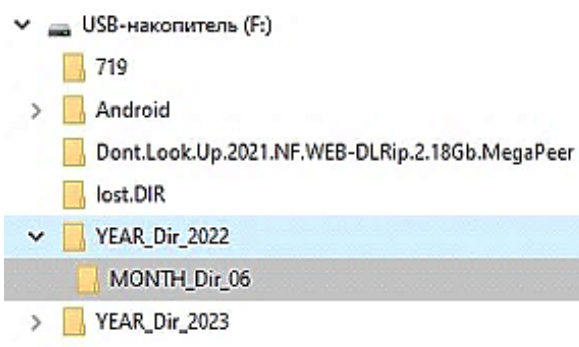 USB-накопитель (F:)
719
Android
Dont.Look.Up.2021.NF.WEB-DLRip.2.18Gb.MegaPeer
lost.DIR
YEAR_Dir_2022
MONTH_Dir_06
YEAR_Dir_2023